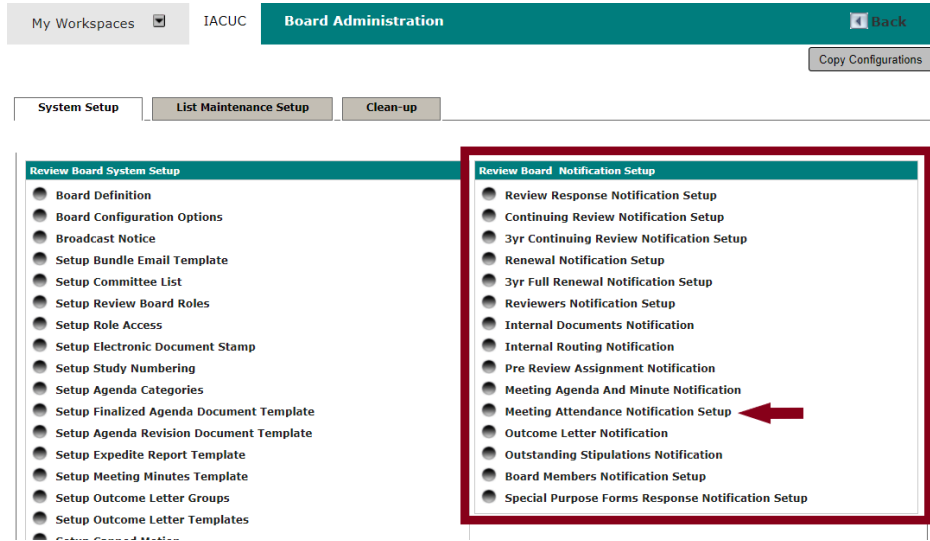 My Workspaces
IACUC
Board Administration
Back
Copy Configurations
System Setup
List Maintenance Setup
Clean-up
Review Board System Setup
Board Definition
Board Configuration Options
Broadcast Notice
Setup Bundle Email Template
Setup Committee List
Setup Review Board Roles
Setup Role Access
Setup Electronic Document Stamp
Setup Study Numbering
Setup Agenda Categories
Setup Finalized Agenda Document Template
Setup Agenda Revision Document Template
Setup Expedite Report Template
Setup Meeting Minutes Template
Setup Outcome Letter Groups
Setup Outcome Letter Templates
Review Board Notification Setup
Review Response Notification Setup
Continuing Review Notification Setup
3yr Continuing Review Notification Setup
Renewal Notification Setup
3yr Full Renewal Notification Setup
Reviewers Notification Setup
Internal Documents Notification
Internal Routing Notification
Pre Review Assignment Notification
Meeting Agenda And Minute Notification
Meeting Attendance Notification Setup
Outcome Letter Notification
Outstanding Stipulations Notification
Board Members Notification Setup
Special Purpose Forms Response Notification Setup